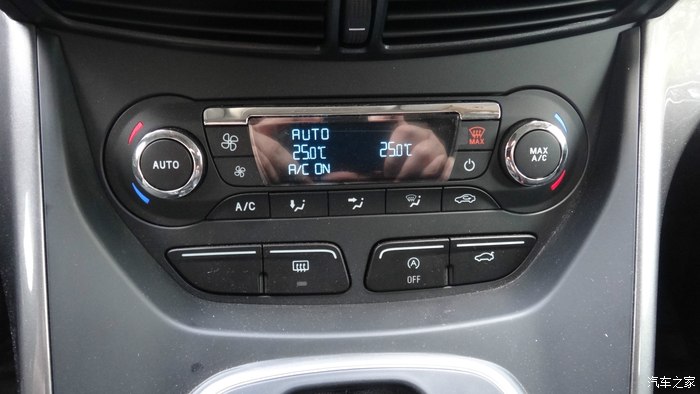 AUTO
25.0℃ 25.0℃
A/C ON
MAX
AUTO
MAX
A/C
A/C
OFF
汽车之家